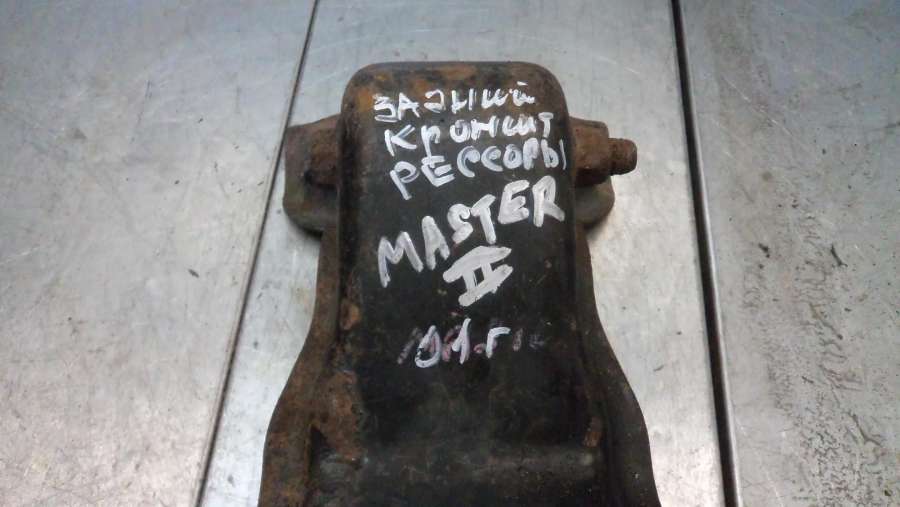 ЗАДНИЙ
КРОНШТ
РЕССОРЫ
MASTER
II